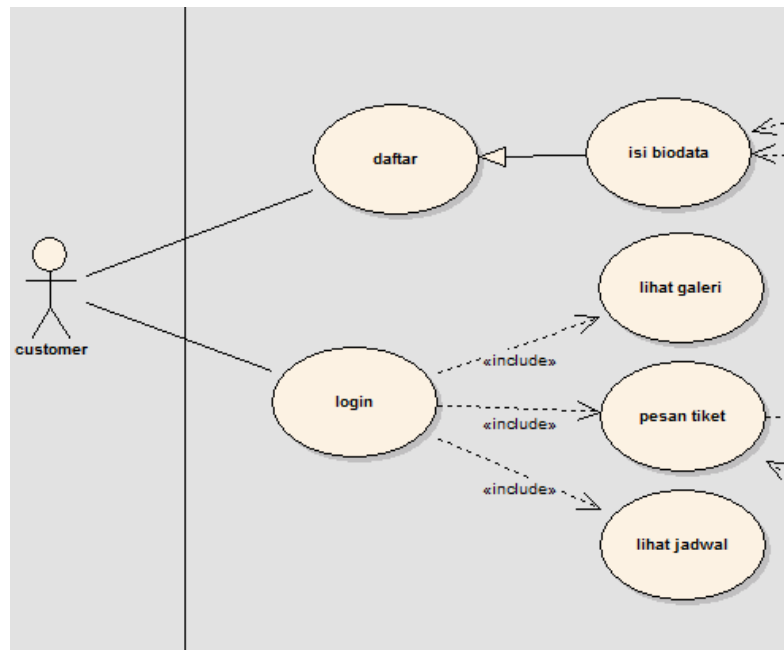 daftar
isi biodata
lihat galeri
customer
«include»
login
pesan tiket
«include»
«include»
lihat jadwal